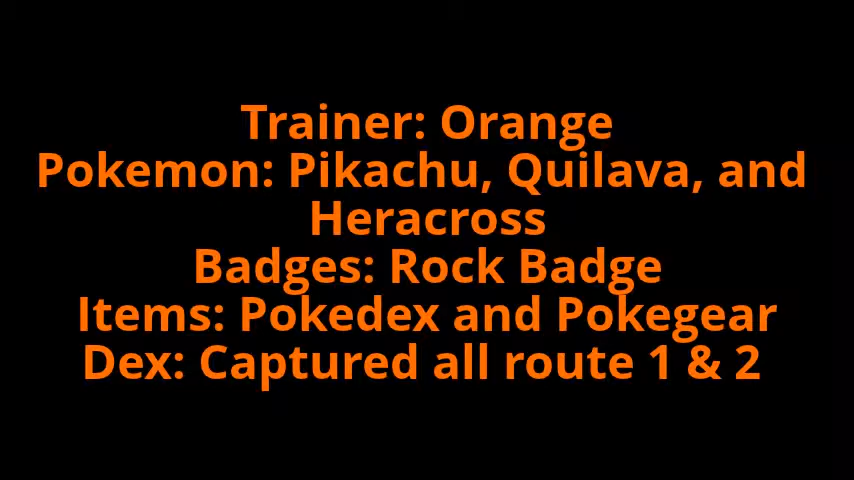 Trainer: Orange
Pokemon: Pikachu, Quilava, and
Heracross
Badges: Rock Badge
Items: Pokedex and Pokegear
Dex: Captured all route 1 & 2